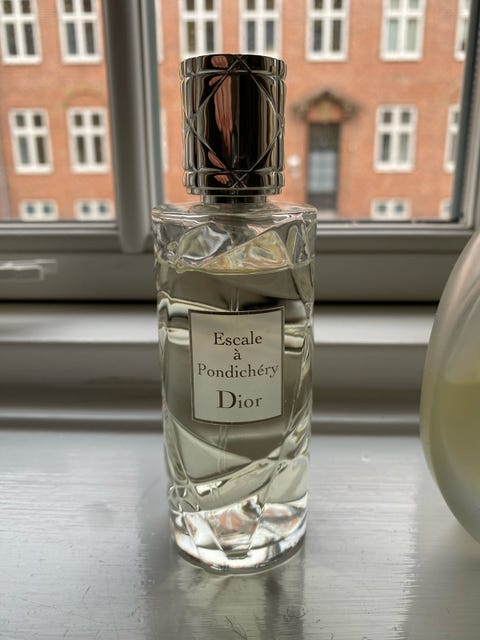 Escale
à
Pondichéry
Dior